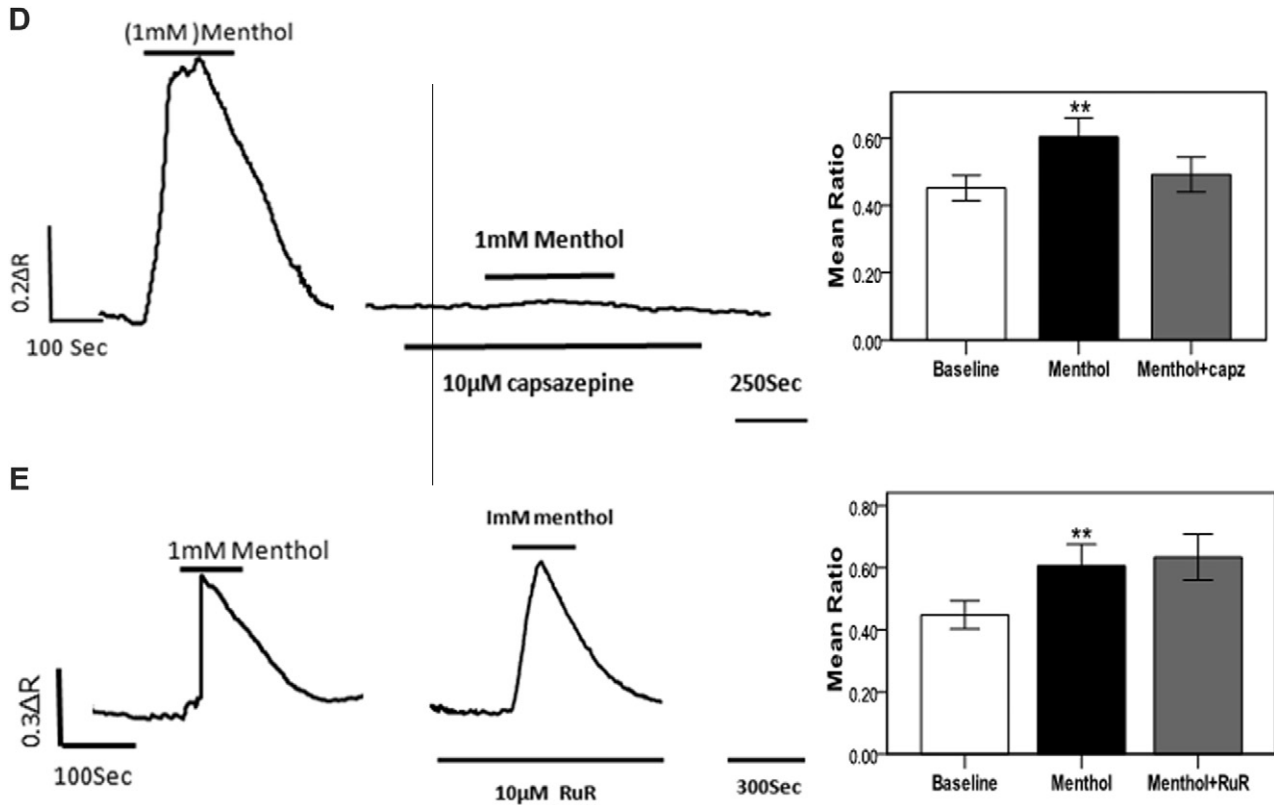 D
(1mM )Menthol
0.2ΔR
100 Sec
1mM Menthol
10µM capsazepine
250Sec
Mean Ratio
0.60
0.40
0.20
0.00
**
Baseline
Menthol
Menthol+capz
E
1mM Menthol
0.3ΔR
100Sec
ImM menthol
10µM RuR
300Sec
Mean Ratio
0.80
0.60
0.40
0.20
0.00
**
Baseline
Menthol
Menthol+RuR